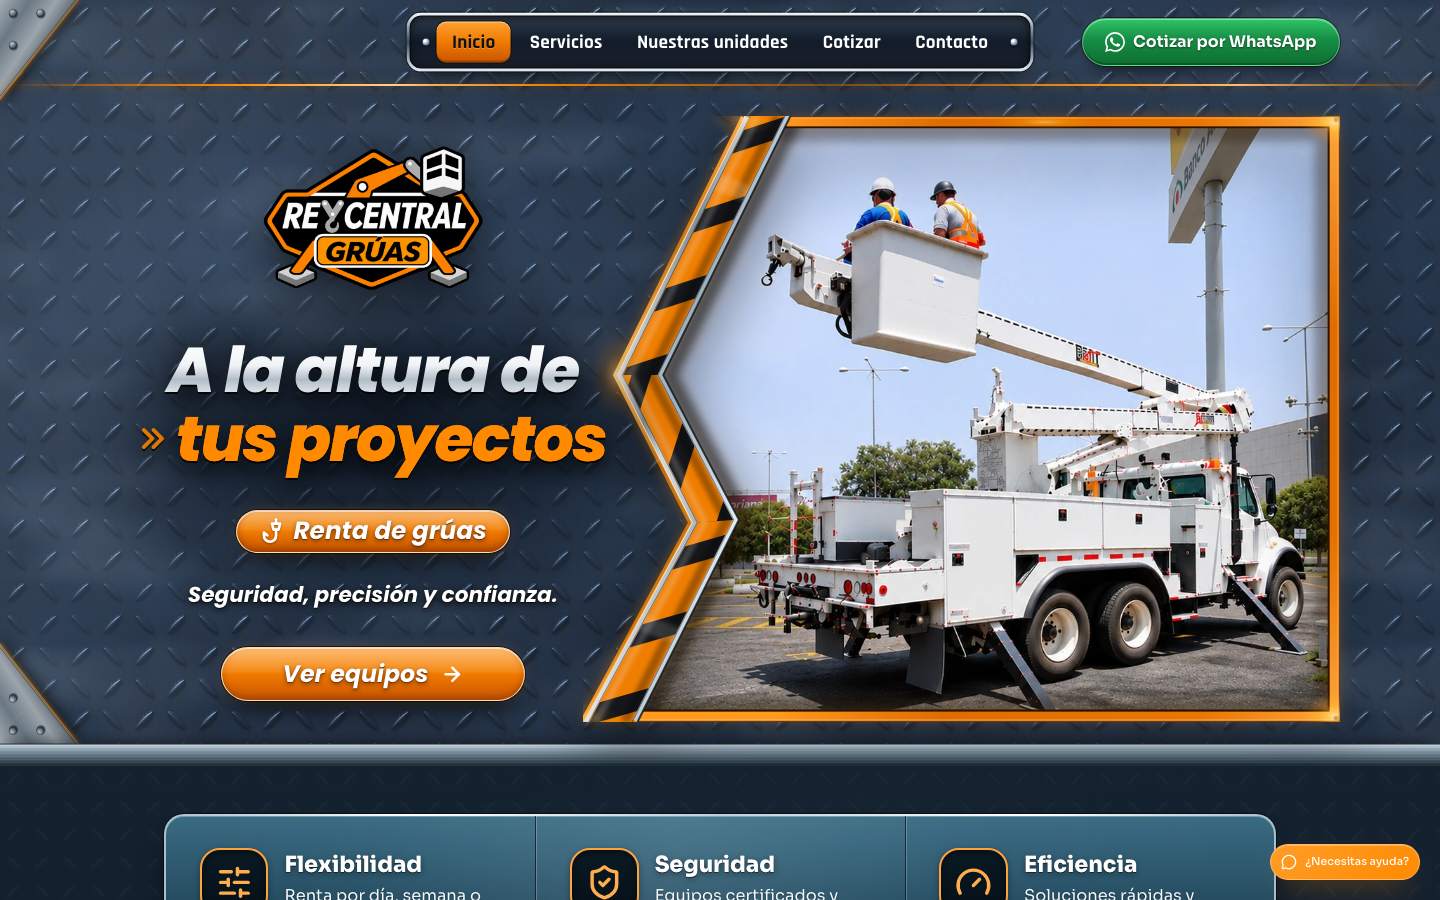 Inicio
Servicios
Nuestras unidades
Cotizar
Contacto
Cotizar por WhatsApp
REY CENTRAL
GRÚAS
A la altura de
tus proyectos
Renta de grúas
Seguridad, precisión y confianza.
Ver equipos
Banco
Flexibilidad
Renta por día, semana o
Seguridad
Equipos certificados y
Eficiencia
Soluciones rápidas y
¿Necesitas ayuda?